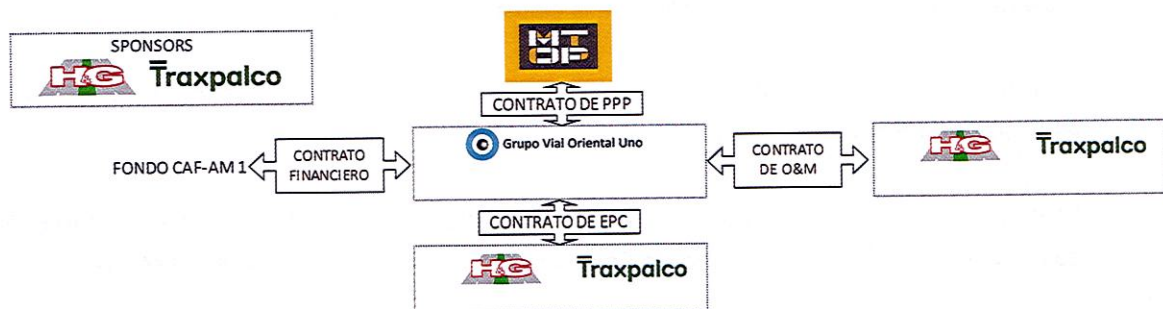 SPONSORS
H&G Traxpalco
MTOP
CONTRATO DE PPP
Grupo Vial Oriental Uno
FONDO CAF-AM 1
CONTRATO
FINANCIERO
CONTRATO
DE O&M
H&G Traxpalco
CONTRATO DE EPC
H&G Traxpalco